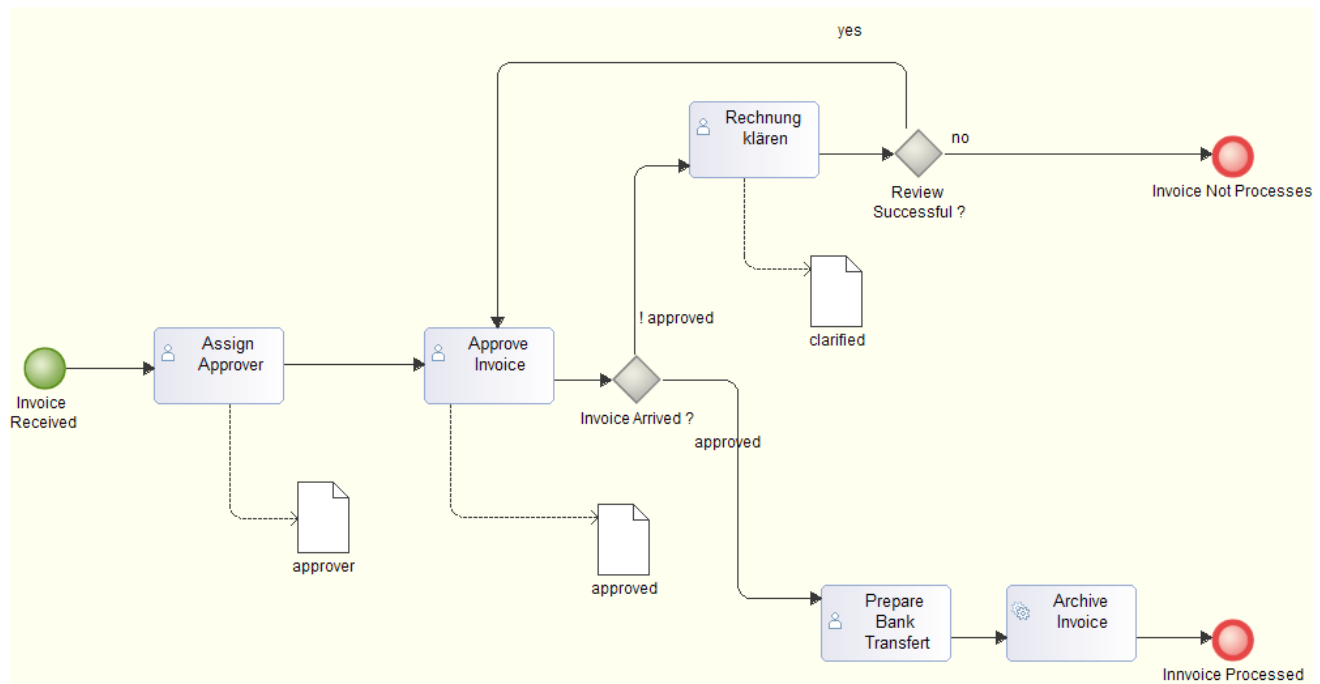 yes
Rechnung
klären
no
Review
Successful ?
Invoice Not Processes
clarified
! approved
Assign
Approver
Approve
Invoice
Invoice
Received
Invoice Arrived ?
approved
approver
approved
Prepare
Bank
Transfert
Archive
Invoice
Innvoice Processed